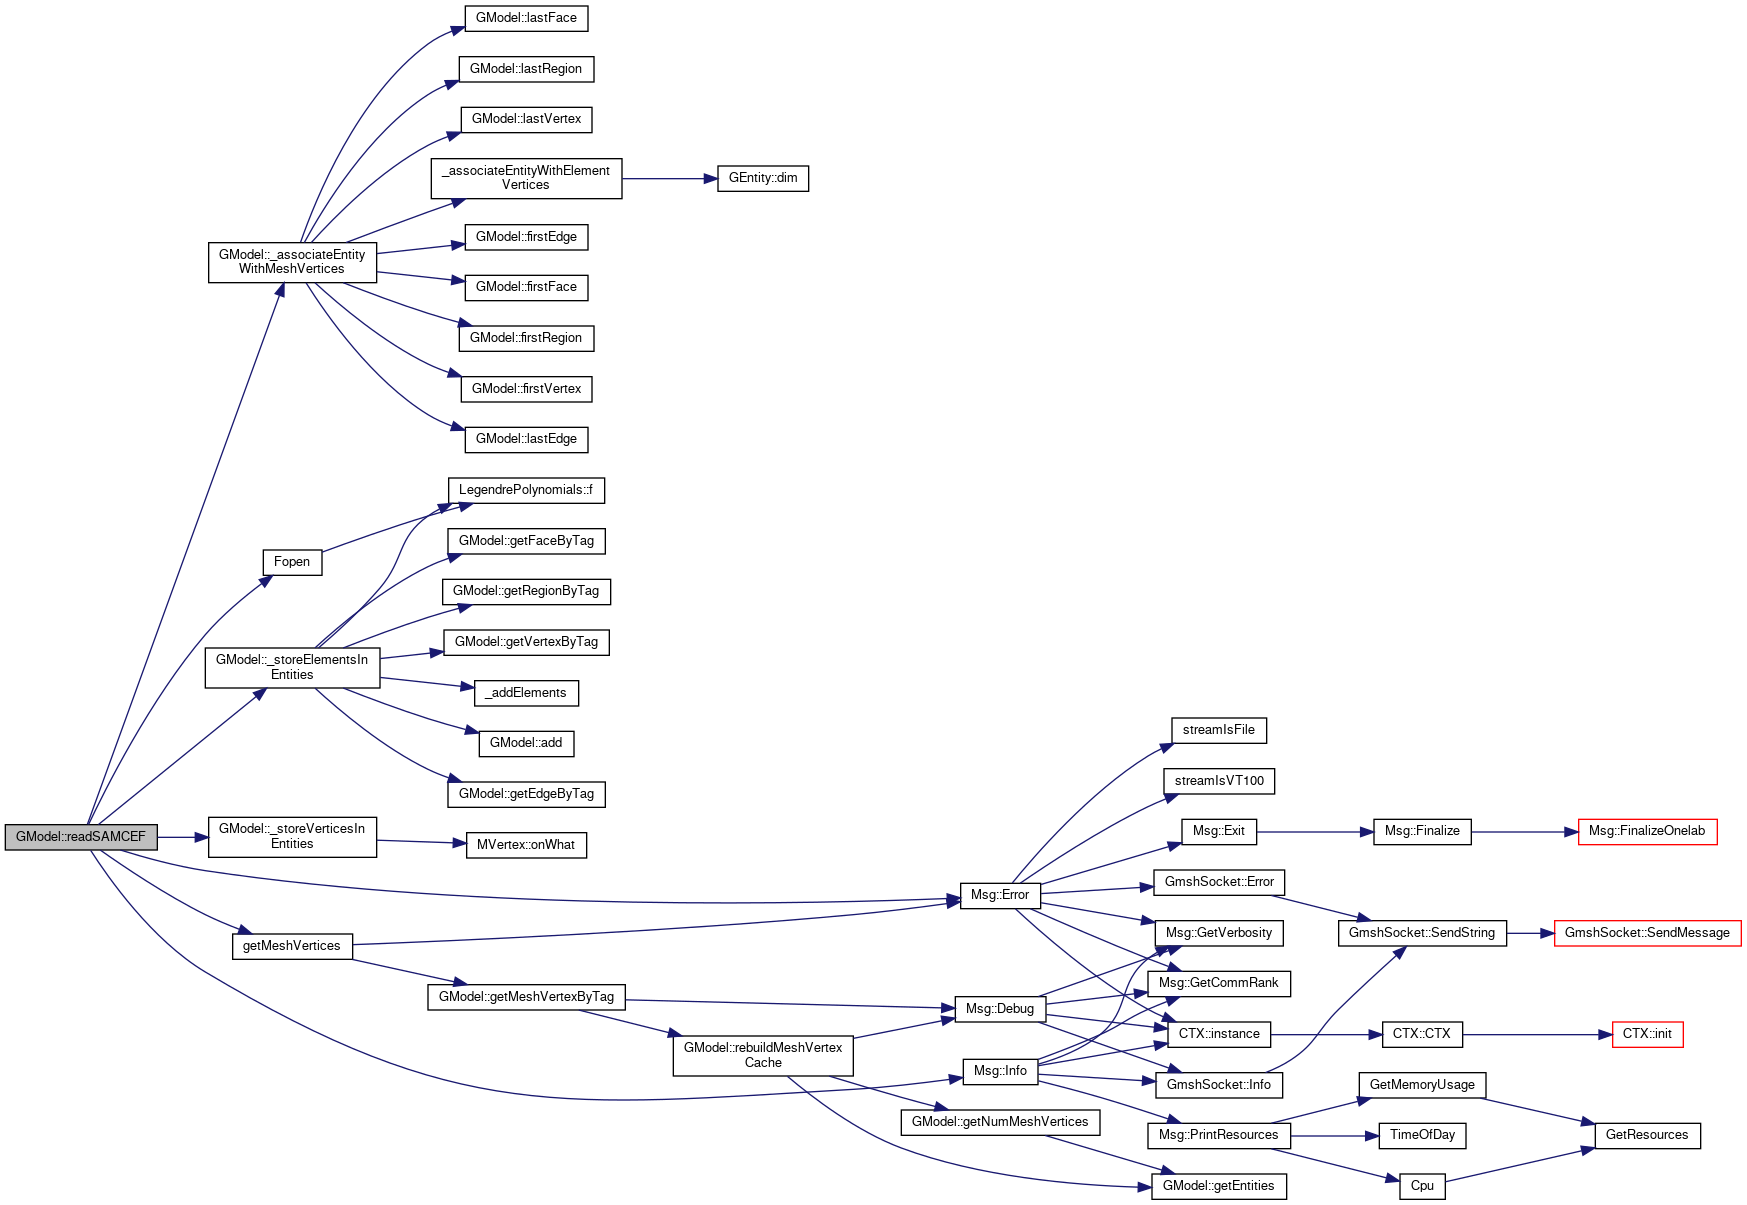 GModel::lastFace
GModel::lastRegion
GModel::lastVertex
_associateEntityWithElement
Vertices
GEntity::dim
GModel::firstEdge
GModel::_associateEntity
WithMeshVertices
GModel::firstFace
GModel::firstRegion
GModel::firstVertex
GModel::lastEdge
LegendrePolynomials::f
GModel::getFaceByTag
Fopen
GModel::getRegionByTag
GModel::getVertexByTag
GModel::_storeElementsIn
Entities
_addElements
GModel::add
GModel::getEdgeByTag
GModel::readSAMCEF
GModel::_storeVerticesIn
Entities
MVertex::onWhat
streamIsFile
streamIsVT100
Msg::Exit
Msg::Finalize
Msg::FinalizeOnelab
Msg::Error
GmshSocket::Error
Msg::GetVerbosity
GmshSocket::SendString
GmshSocket::SendMessage
getMeshVertices
GModel::getMeshVertexByTag
Msg::Debug
Msg::GetCommRank
CTX::instance
CTX::CTX
CTX::init
GModel::rebuildMeshVertex
Cache
Msg::Info
GmshSocket::Info
GetMemoryUsage
GModel::getNumMeshVertices
Msg::PrintResources
TimeOfDay
GetResources
GModel::getEntities
Cpu